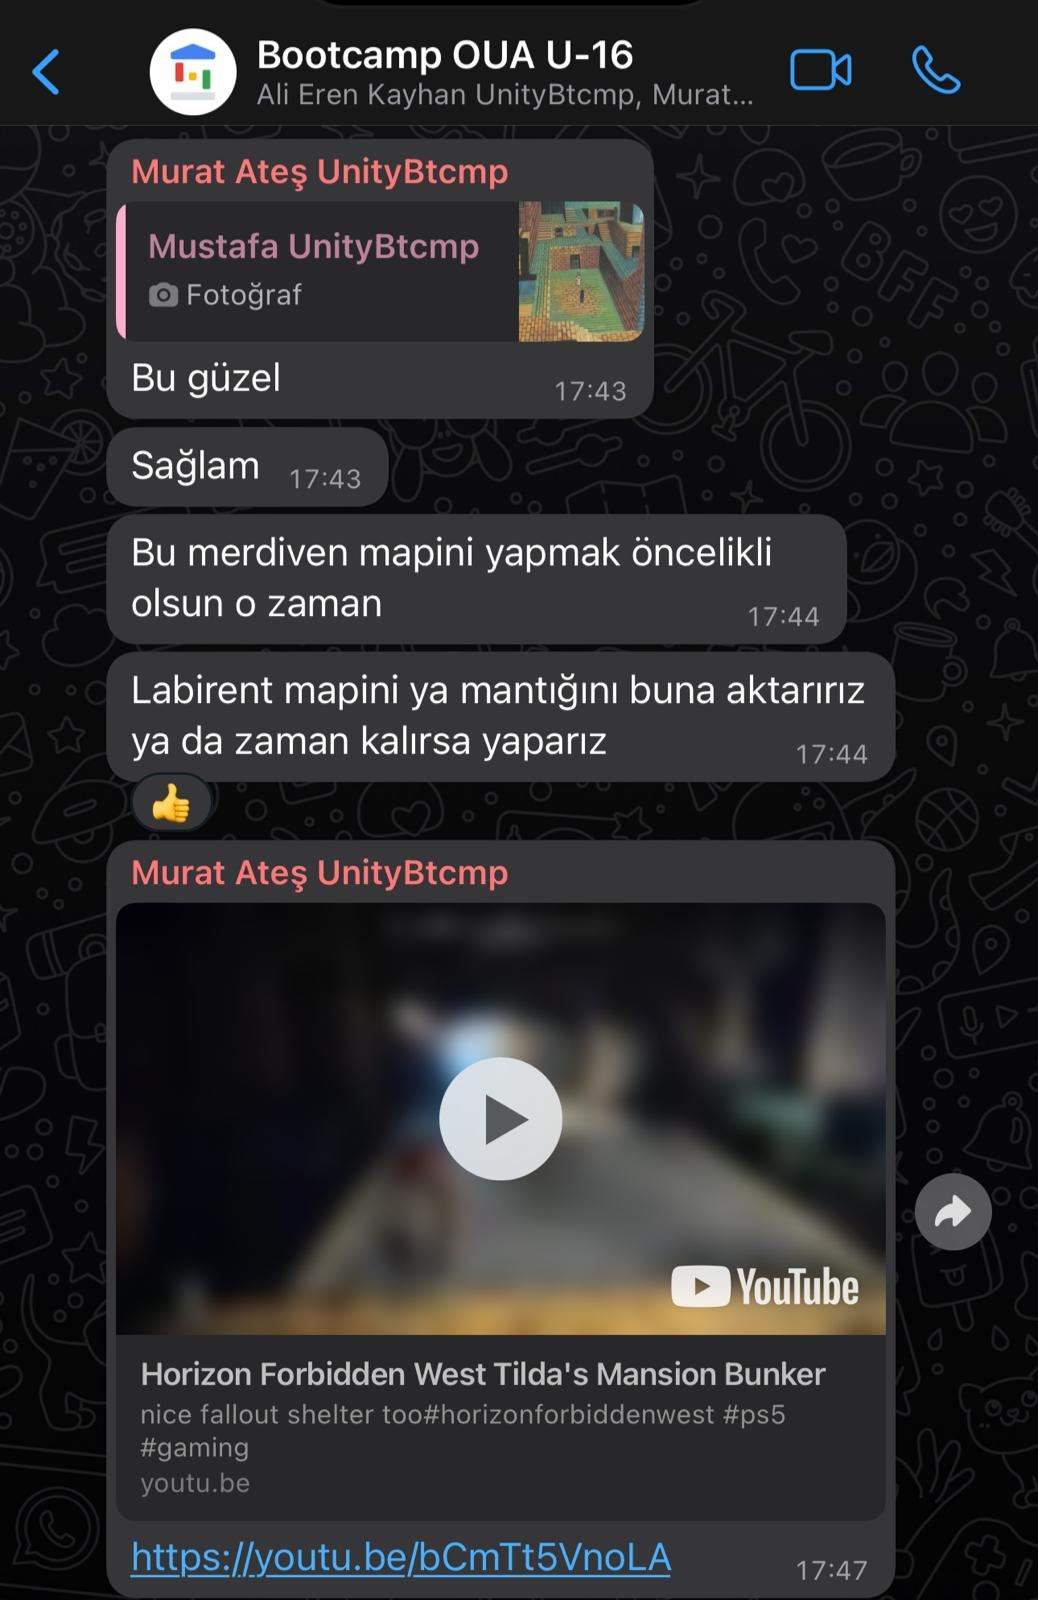 Bootcamp OUA U-16
Ali Eren Kayhan UnityBtcmp, Murat...
Murat Ateş UnityBtcmp
Mustafa UnityBtcmp
Fotoğraf
Bu güzel
17:43
Sağlam
17:43
Bu merdiven mapini yapmak öncelikli
olsun o zaman
17:44
Labirent mapini ya mantığını buna aktarırız
ya da zaman kalırsa yaparız
17:44
Murat Ateş UnityBtcmp
YouTube
Horizon Forbidden West Tilda's Mansion Bunker
nice fallout shelter too#horizonforbiddenwest #ps5
#gaming
youtu.be
https://youtu.be/bCmTt5VnoLA
17:47